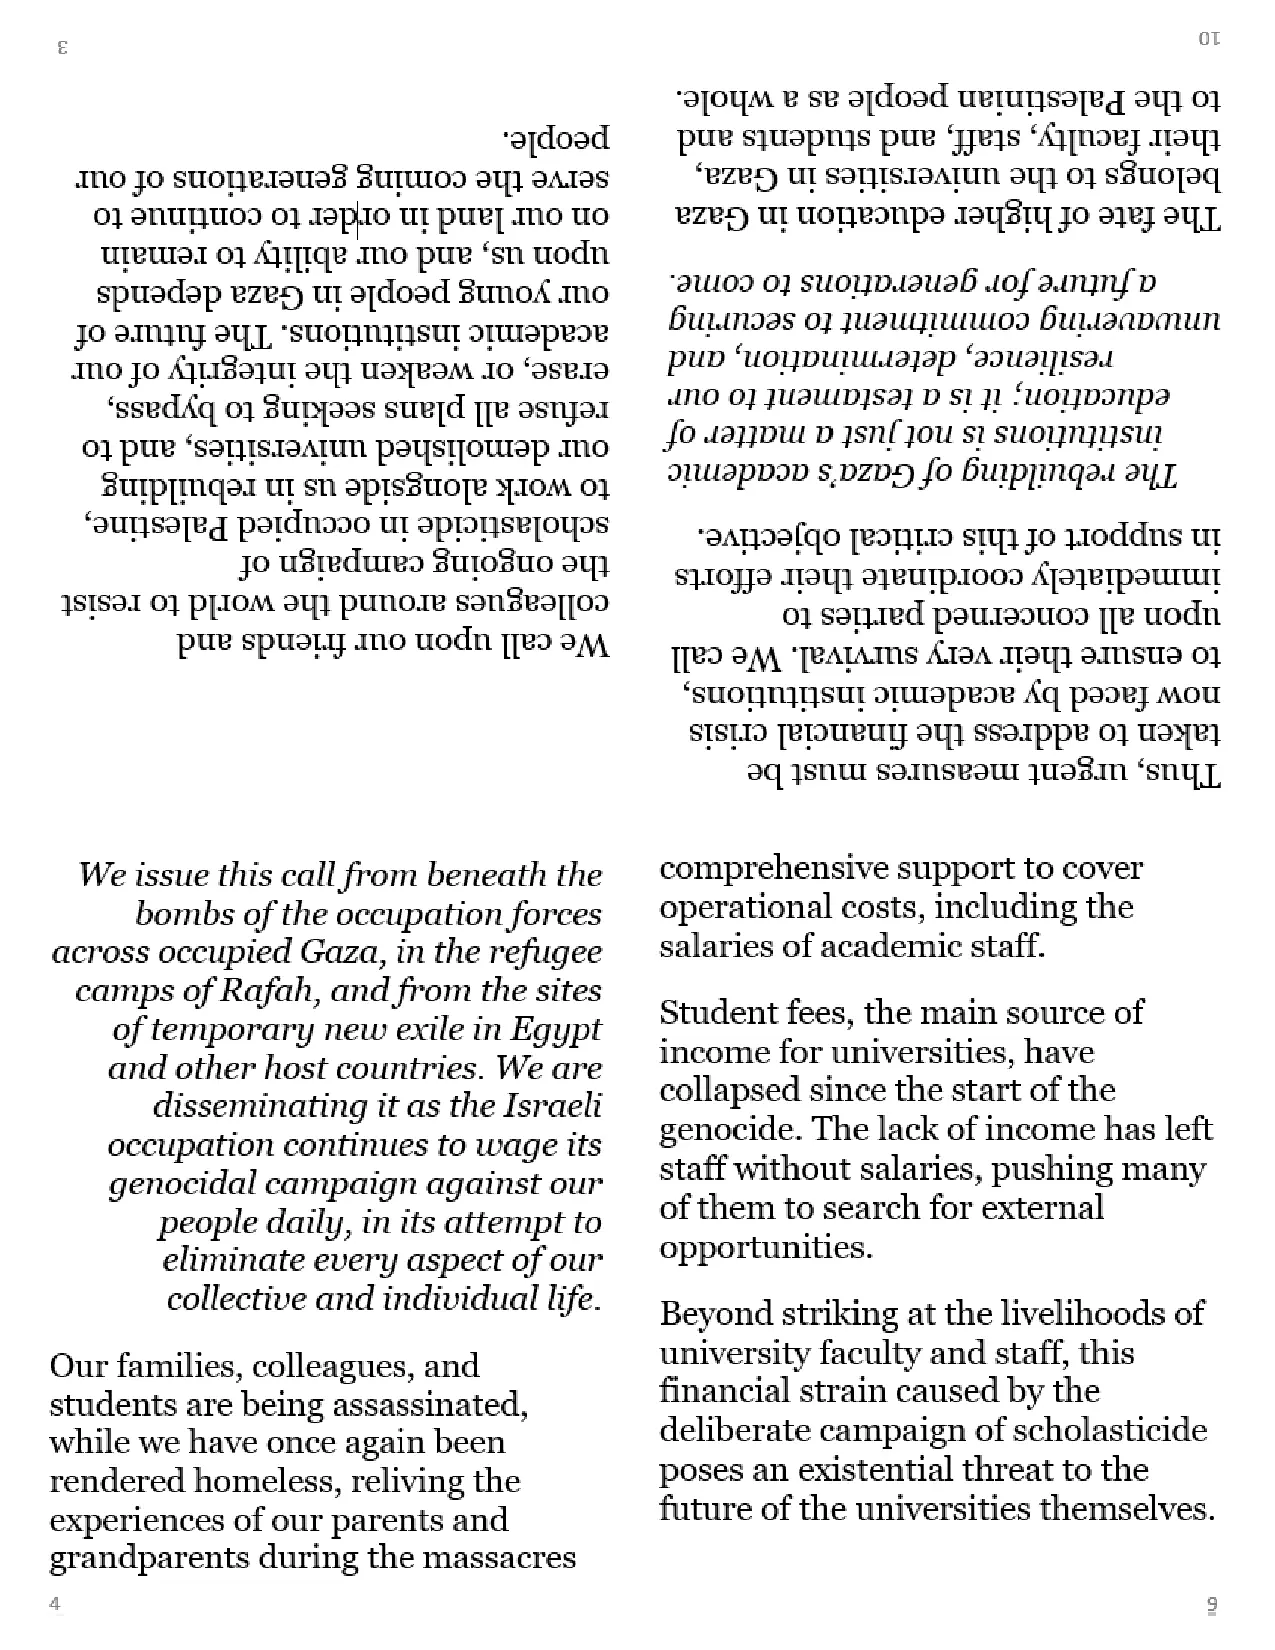 3
We call upon our friends and
colleagues around the world to resist
the ongoing campaign of
scholasticide in occupied Palestine,
to work alongside us in rebuilding
our demolished universities, and to
refuse all plans seeking to bypass,
erase, or weaken the integrity of our
academic institutions. The future of
our young people in Gaza depends
upon us, and our ability to remain
on our land in order to continue to
serve the coming generations of our
people.
We issue this call from beneath the
bombs of the occupation forces
across occupied Gaza, in the refugee
camps of Rafah, and from the sites
of temporary new exile in Egypt
and other host countries. We are
disseminating it as the Israeli
occupation continues to wage its
genocidal campaign against our
people daily, in its attempt to
eliminate every aspect of our
collective and individual life.
Our families, colleagues, and
students are being assassinated,
while we have once again been
rendered homeless, reliving the
experiences of our parents and
grandparents during the massacres
4
comprehensive support to cover
operational costs, including the
salaries of academic staff.
Student fees, the main source of
income for universities, have
collapsed since the start of the
genocide. The lack of income has left
staff without salaries, pushing many
of them to search for external
opportunities.
Beyond striking at the livelihoods of
university faculty and staff, this
financial strain caused by the
deliberate campaign of scholasticide
poses an existential threat to the
future of the universities themselves.
9
Thus, urgent measures must be
taken to address the financial crisis
now faced by academic institutions,
to ensure their very survival. We call
upon all concerned parties to
immediately coordinate their efforts
in support of this critical objective.
The rebuilding of Gaza's academic
institutions is not just a matter of
education; it is a testament to our
resilience, determination, and
unwavering commitment to securing
a future for generations to come.
The fate of higher education in Gaza
belongs to the universities in Gaza,
their faculty, staff, and students and
to the Palestinian people as a whole.
10